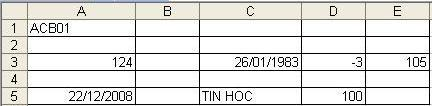 A B C D E
1 ACB01
2
3 124 26/01/1983 -3 105
4
5 22/12/2008 TIN HOC 100